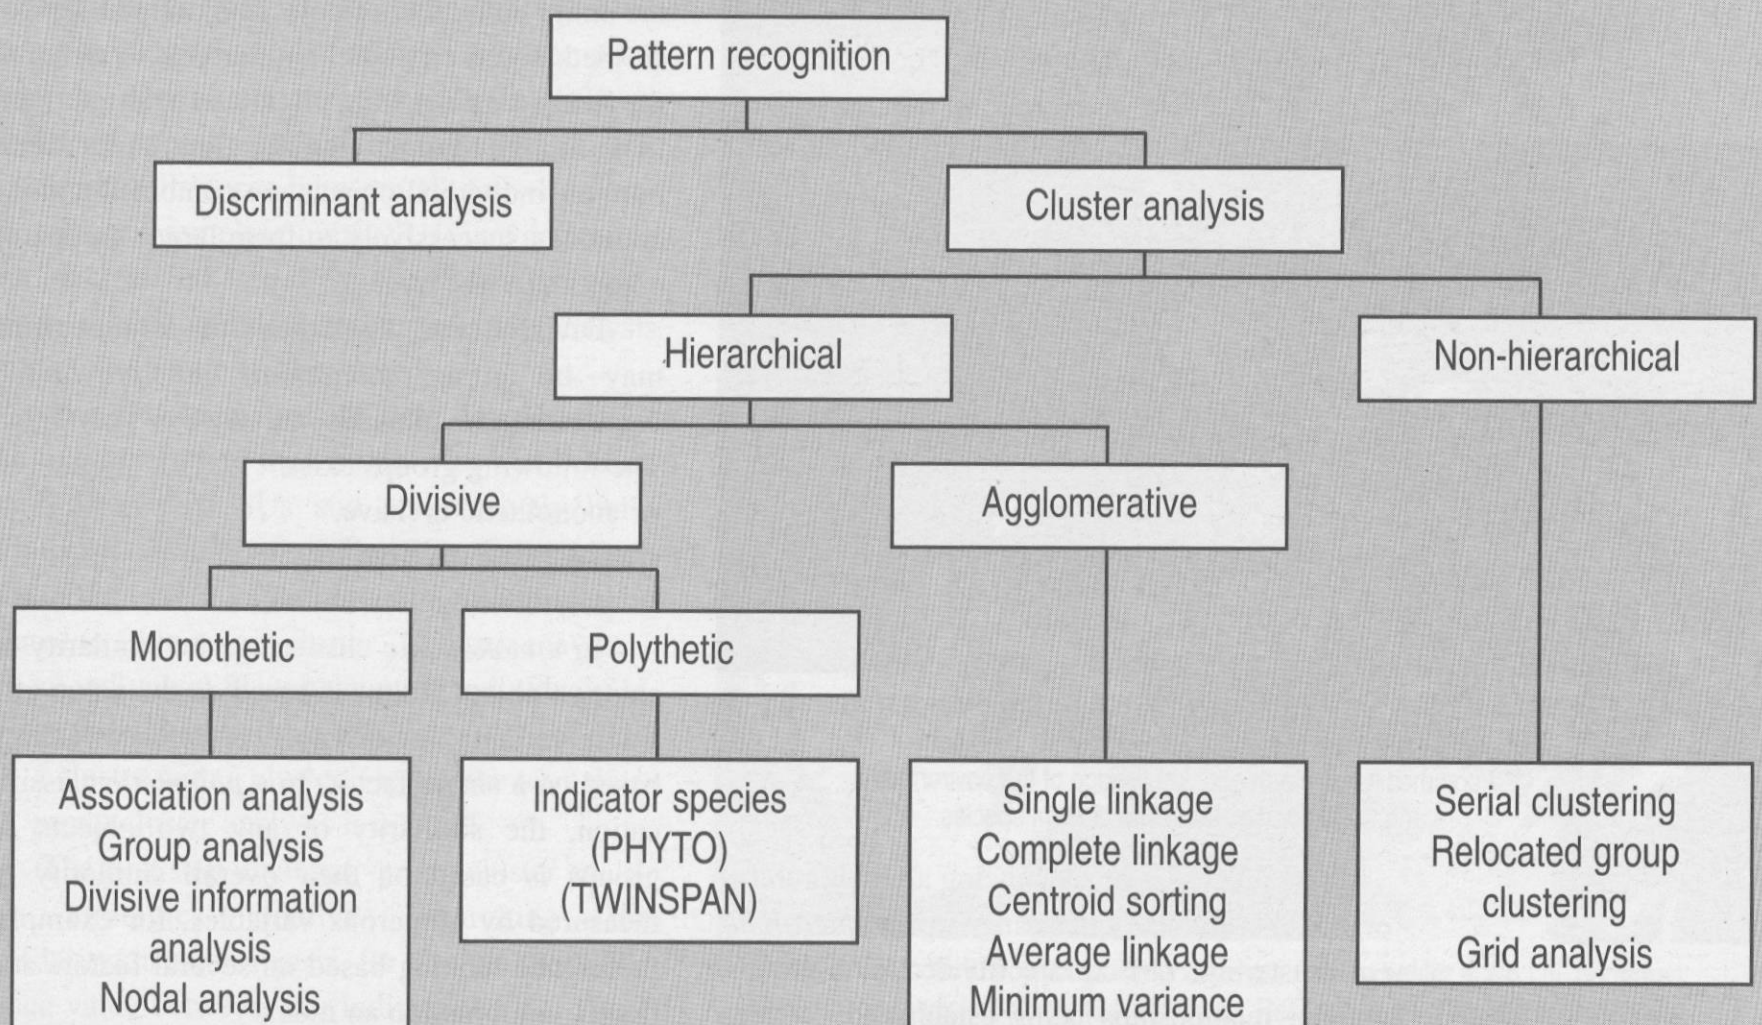 Pattern recognition
Discriminant analysis
Cluster analysis
Hierarchical
Non-hierarchical
Divisive
Agglomerative
Monothetic
Polythetic
Association analysis
Group analysis
Divisive information
analysis
Nodal analysis
Indicator species
(PHYTO)
(TWINSPAN)
Single linkage
Complete linkage
Centroid sorting
Average linkage
Minimum variance
Serial clustering
Relocated group
clustering
Grid analysis